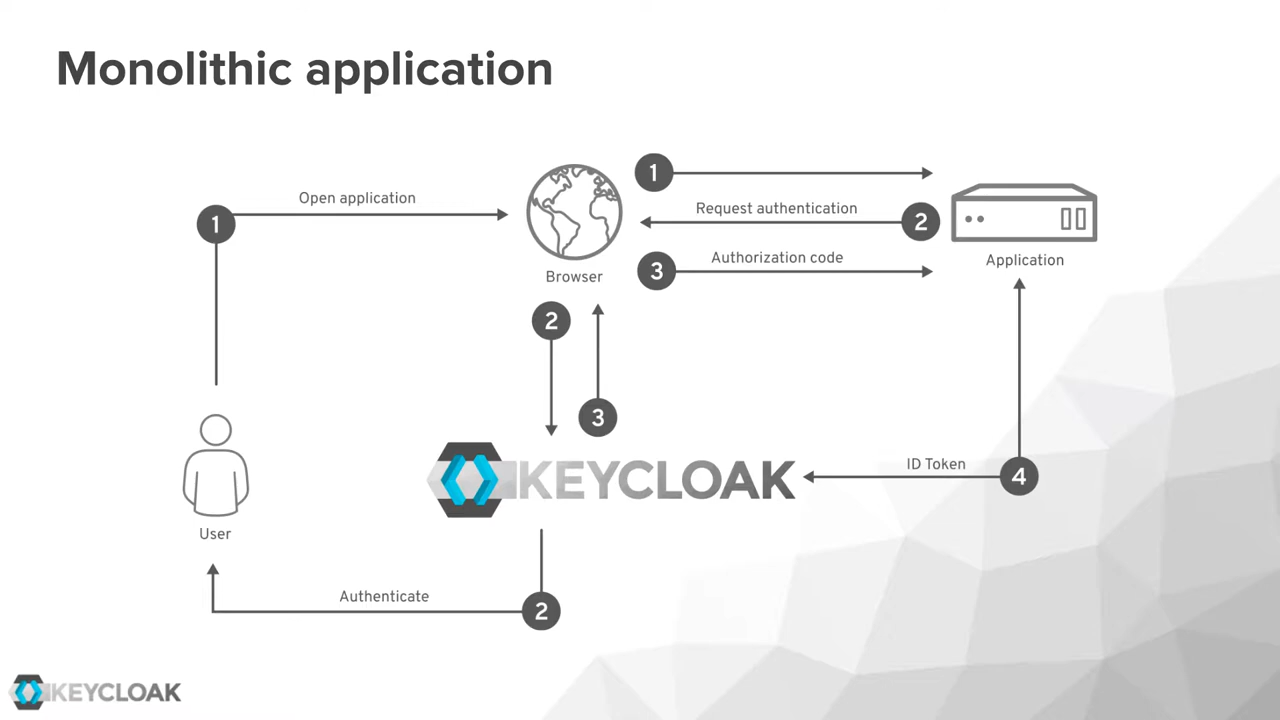 Monolithic application
1
Open application
1
Request authentication
2
1
Browser
3
Authorization code
Application
2
3
KEYCLOAK
ID Token
4
User
Authenticate
2
KEYCLOAK